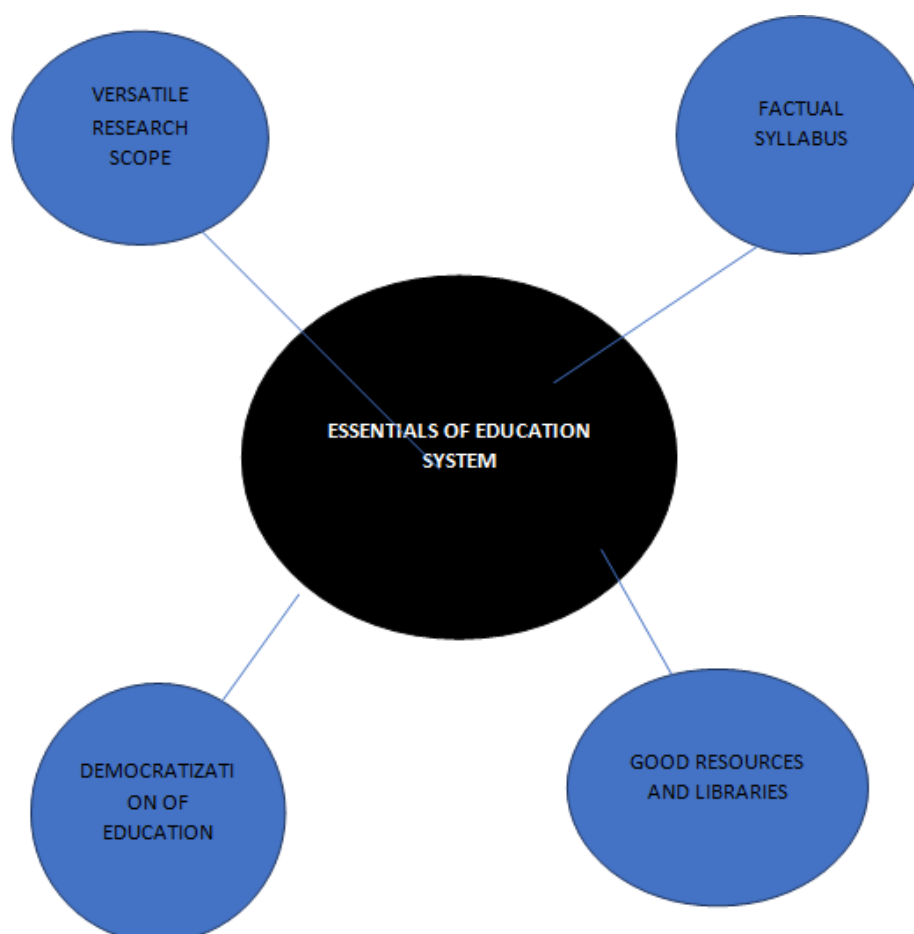 VERSATILE
RESEARCH
SCOPE
FACTUAL
SYLLABUS
ESSENTIALS OF EDUCATION
SYSTEM
DEMOCRATIZATI
ON OF
EDUCATION
GOOD RESOURCES
AND LIBRARIES